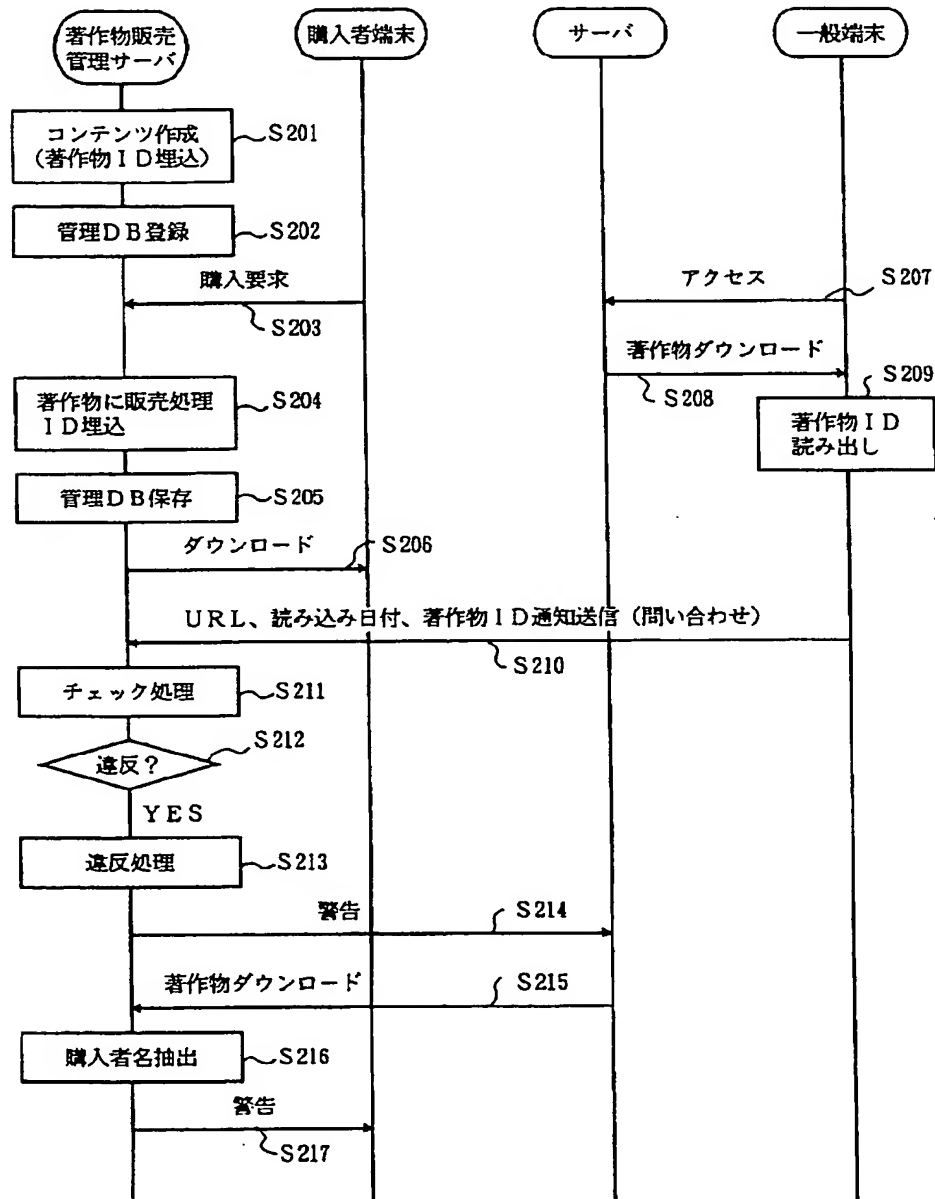 著作物販売
管理サーバ
購入者端末
サーバ
一般端末
コンテンツ作成
(著作物ID埋込)
S201
管理DB登録
S202
購入要求
S203
アクセス
S207
著作物ダウンロード
S208
S209
著作物に販売処理
ID埋込
S204
著作物ID
読み出し
管理DB保存
S205
ダウンロード
S206
URL、読み込み日付、著作物ID通知送信(問い合わせ)
S210
チェック処理
S211
違反?
S212
YES
違反処理
S213
警告
S214
著作物ダウンロード
S215
購入者名抽出
S216
警告
S217